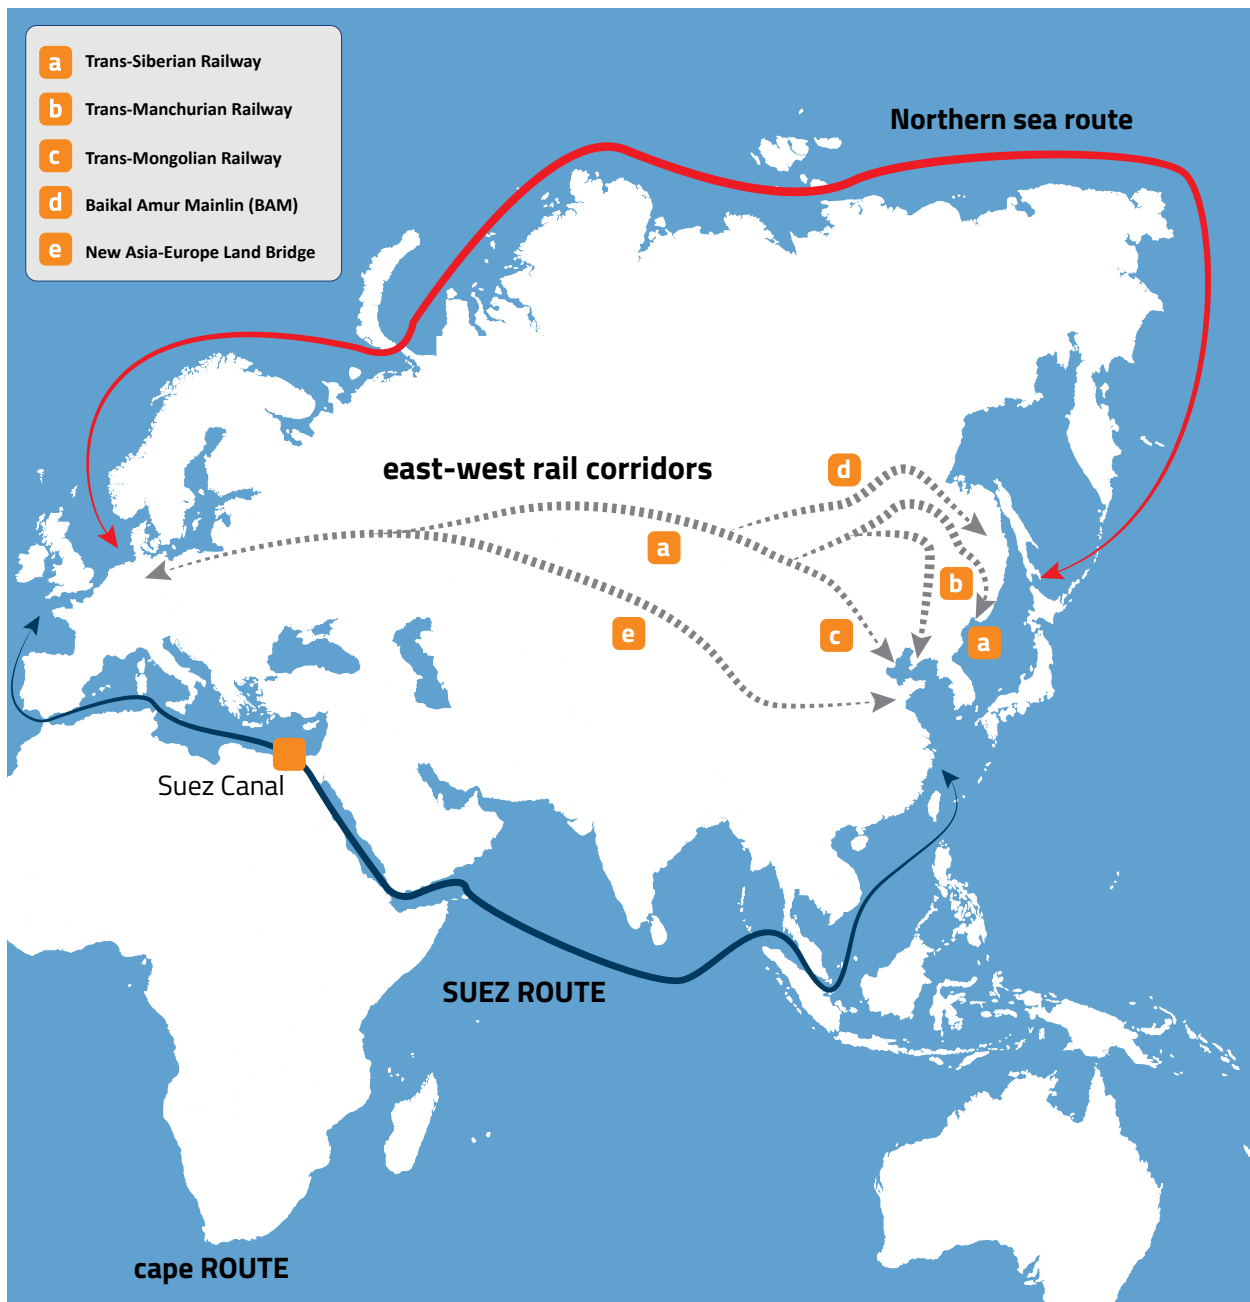 a Trans-Siberian Railway
b Trans-Manchurian Railway
c Trans-Mongolian Railway
d Baikal Amur Mainlin (BAM)
e New Asia-Europe Land Bridge
Northern sea route
east-west rail corridors
d
a
b
e
c
a
Suez Canal
SUEZ ROUTE
cape ROUTE